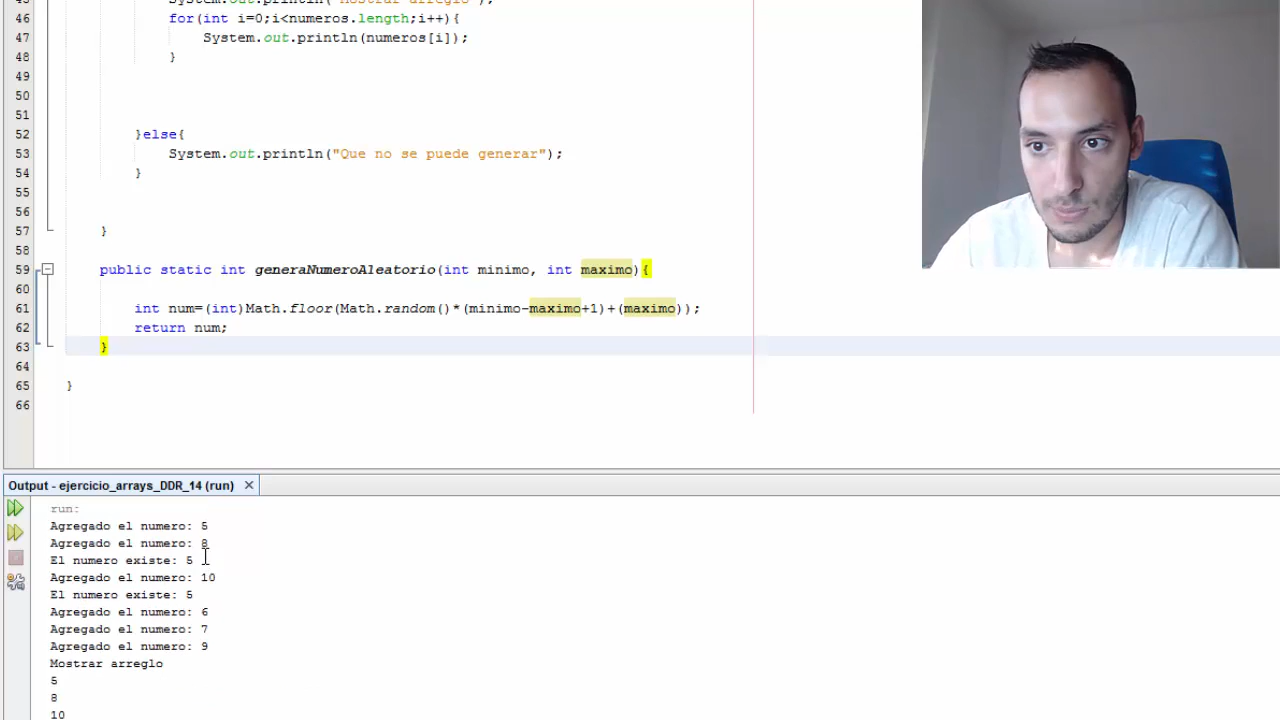 46 for(int i=0;i<numeros.length;i++){
47 System.out.println(numeros[i]);
48 }
49
50
51
52 }else{
53 System.out.println("Que no se puede generar");
54 }
55
56
57 }
58
59 public static int generaNumeroAleatorio(int minimo, int maximo){
60
61 int num=(int)Math.floor(Math.random()*(minimo-maximo+1)+(maximo));
62 return num;
63 }
64
65 }
66
Output - ejercicio_arrays_DDR_14 (run)
run:
Agregado el numero: 5
Agregado el numero: 8
El numero existe: 5
Agregado el numero: 10
El numero existe: 5
Agregado el numero: 6
Agregado el numero: 7
Agregado el numero: 9
Mostrar arreglo
5
8
10